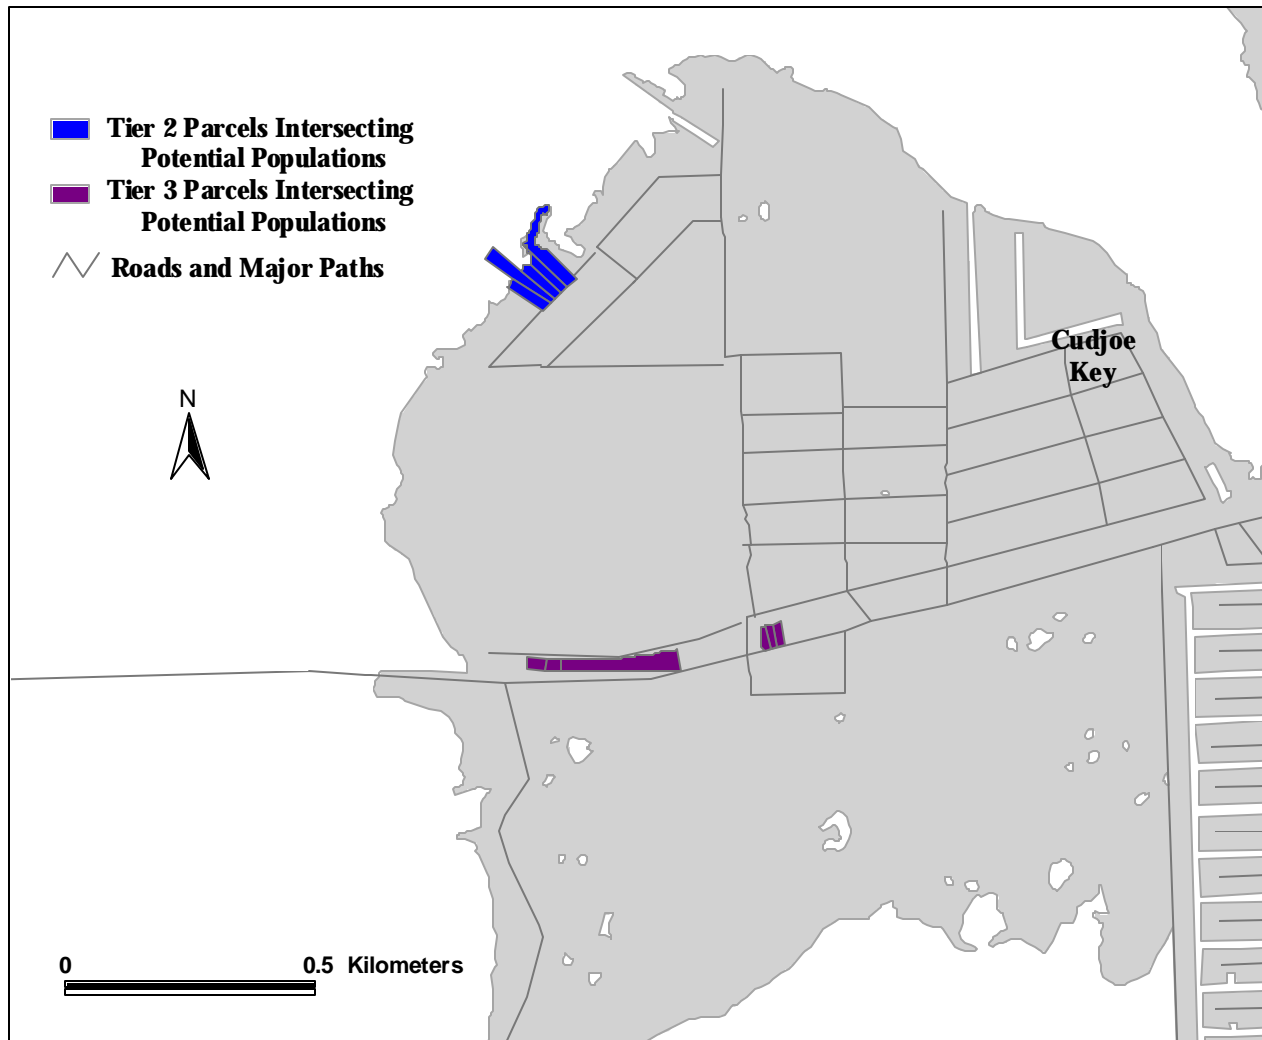 Tier 2 Parcels Intersecting
Potential Populations
Tier 3 Parcels Intersecting
Potential Populations
Roads and Major Paths
Cudjoe
Key
N
0 0.5 Kilometers